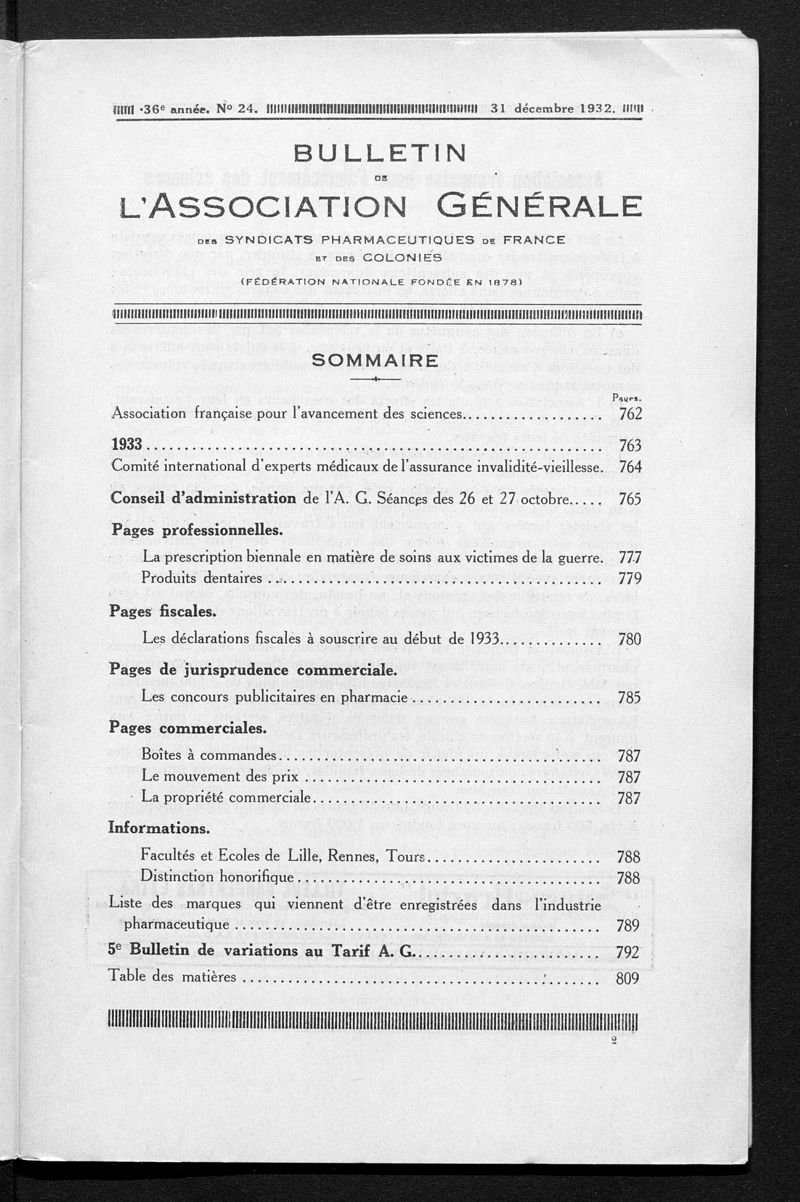 36e année. No 24. 31 décembre 1932.
BULLETIN
DE
L'ASSOCIATION GÉNÉRALE
DES SYNDICATS PHARMACEUTIQUES DE FRANCE
ET DES COLONIES
(FÉDÉRATION NATIONALE FONDÉE EN 1878)
SOMMAIRE
Pages.
Association française pour l'avancement des sciences.................. 762
1933............................................................ 763
Comité international d'experts médicaux de l'assurance invalidité-vieillesse. 764
Conseil d'administration de l'A. G. Séances des 26 et 27 octobre..... 765
Pages professionnelles.
La prescription biennale en matière de soins aux victimes de la guerre. 777
Produits dentaires ............................................ 779
Pages fiscales.
Les déclarations fiscales à souscrire au début de 1933.............. 780
Pages de jurisprudence commerciale.
Les concours publicitaires en pharmacie ......................... 785
Pages commerciales.
Boîtes à commandes........................................... 787
Le mouvement des prix ....................................... 787
La propriété commerciale...................................... 787
Informations.
Facultés et Ecoles de Lille, Rennes, Tours....................... 788
Distinction honorifique........................................ 788
Liste des marques qui viennent d'être enregistrées dans l'industrie
pharmaceutique ................................................ 789
5e Bulletin de variations au Tarif A. G......................... 792
Table des matières ............................................... 809
2